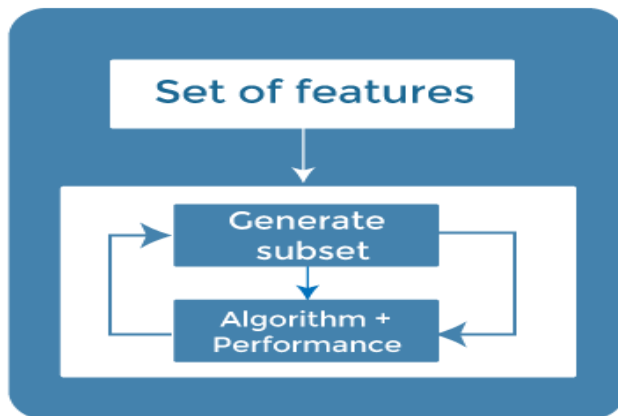 Set of features
Generate
subset
Algorithm +
Performance